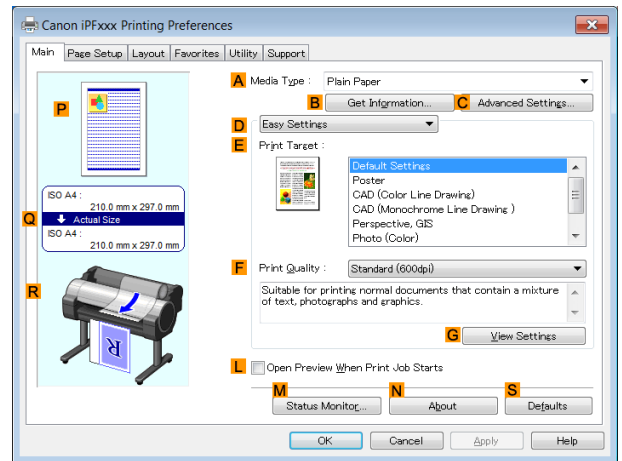 Canon iPFxxx Printing Preferences
Main Page Setup Layout Favorites Utility Support
A Media Type : Plain Paper
B Get Information... C Advanced Settings...
D Easy Settings
E Print Target :
Default Settings
Poster
CAD (Color Line Drawing)
CAD (Monochrome Line Drawing )
Perspective, GIS
Photo (Color)
P
ISO A4 :
210.0 mm x 297.0 mm
Q Actual Size
ISO A4 :
210.0 mm x 297.0 mm
R
R
F Print Quality : Standard (600dpi)
Suitable for printing normal documents that contain a mixture
of text, photographs and graphics.
G View Settings
L Open Preview When Print Job Starts
M N S
Status Monitor... About Defaults
OK Cancel Apply Help